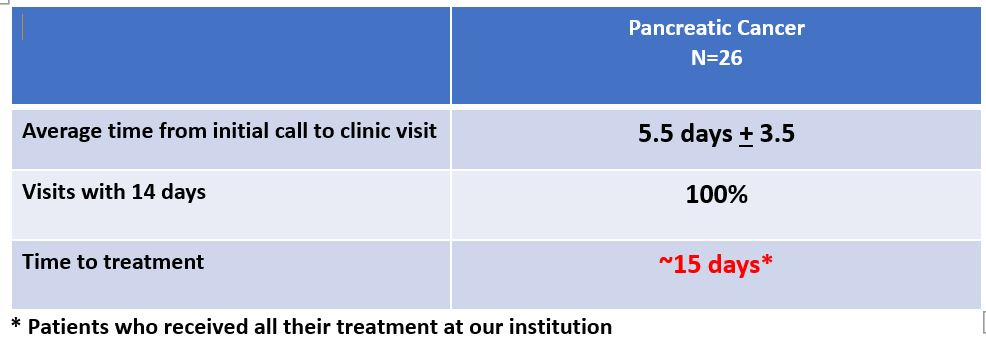 Pancreatic Cancer
N=26
Average time from initial call to clinic visit
5.5 days ± 3.5
Visits with 14 days
100%
Time to treatment
~15 days*
* Patients who received all their treatment at our institution